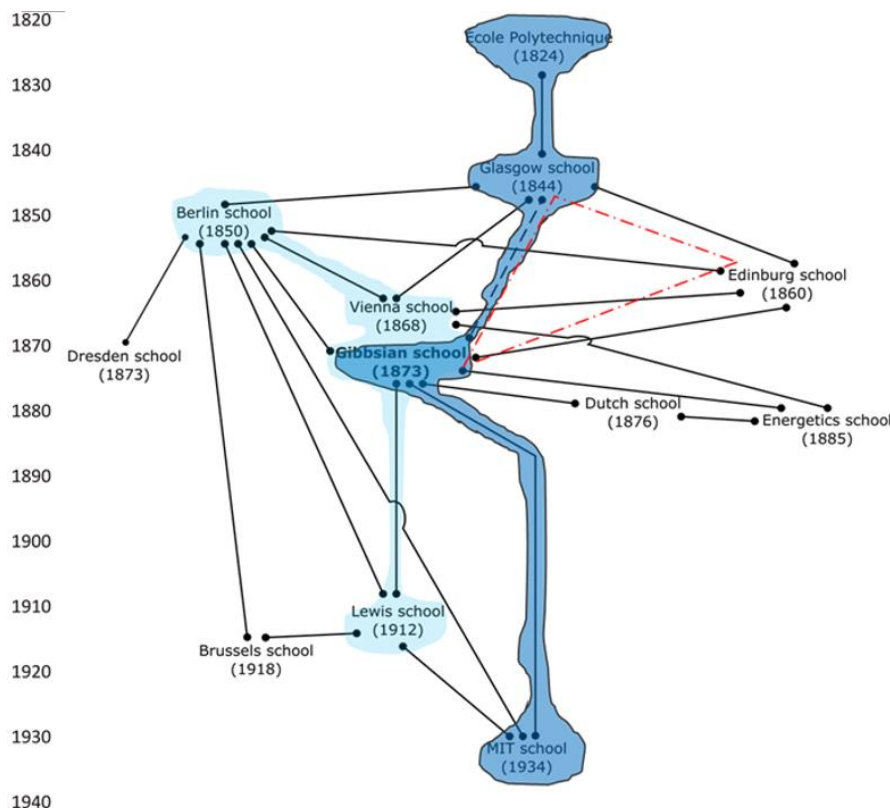 1820
1830
1840
1850
1860
1870
1880
1890
1900
1910
1920
1930
1940
Ecole Polytechnique
(1824)
Glasgow school
(1844)
Berlin school
(1850)
Edinburg school
(1860)
Vienna school
(1868)
Dresden school
(1873)
Gibbsian school
(1873)
Dutch school
(1876)
Energetics school
(1885)
Lewis school
(1912)
Brussels school
(1918)
MIT school
(1934)